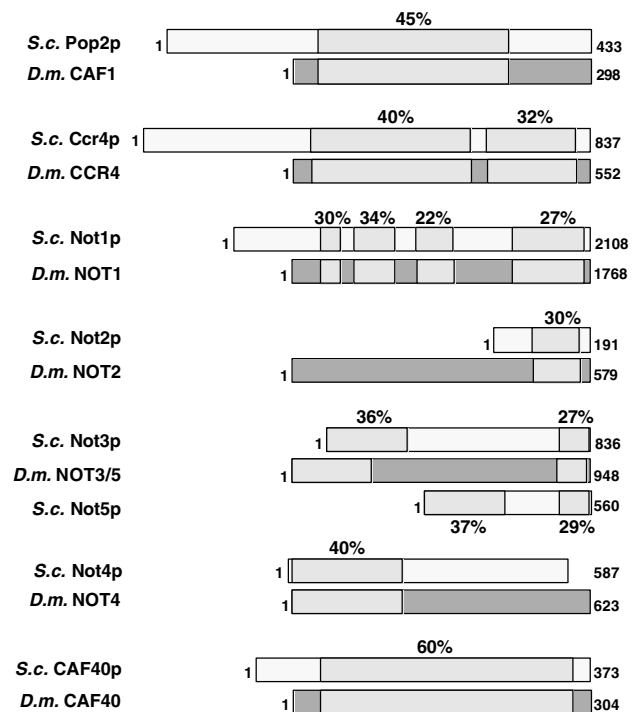 45%
S.c. Pop2p 1 433
D.m. CAF1 1 298
40% 32%
S.c. Ccr4p 1 837
D.m. CCR4 1 552
30% 34% 22% 27%
S.c. Not1p 1 2108
D.m. NOT1 1 1768
30%
S.c. Not2p 1 191
D.m. NOT2 1 579
36% 27%
S.c. Not3p 1 836
D.m. NOT3/5 1 948
S.c. Not5p 1 560
37% 29%
40%
S.c. Not4p 1 587
D.m. NOT4 1 623
60%
S.c. CAF40p 1 373
D.m. CAF40 1 304